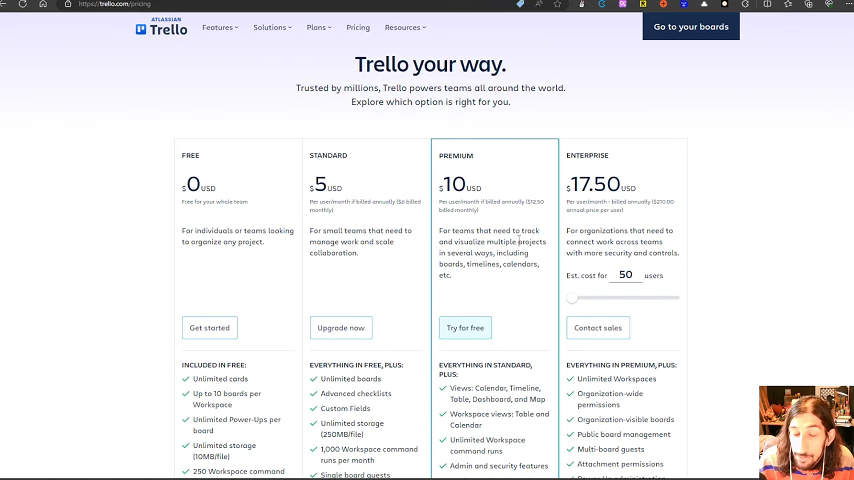 https://trello.com/pricing
ATLASSIAN
Trello
Features
Solutions
Plans
Pricing
Resources
Go to your boards
Trello your way.
Trusted by millions, Trello powers teams all around the world.
Explore which option is right for you.
FREE
$0 USD
Free for your whole team
For individuals or teams looking
to organize any project.
Get started
INCLUDED IN FREE:
Unlimited cards
Up to 10 boards per
Workspace
Unlimited Power-Ups per
board
Unlimited storage
(10MB/file)
250 Workspace command
STANDARD
$5 USD
Per user/month if billed annually ($6 billed
monthly)
For small teams that need to
manage work and scale
collaboration.
Upgrade now
EVERYTHING IN FREE, PLUS:
Unlimited boards
Advanced checklists
Custom Fields
Unlimited storage
(250MB/file)
1,000 Workspace command
runs per month
Single board guests
PREMIUM
$10 USD
Per user/month if billed annually ($12.50
billed monthly)
For teams that need to track
and visualize multiple projects
in several ways, including
boards, timelines, calendars,
etc.
Try for free
EVERYTHING IN STANDARD,
PLUS:
Views: Calendar, Timeline,
Table, Dashboard, and Map
Workspace views: Table and
Calendar
Unlimited Workspace
command runs
Admin and security features
ENTERPRISE
$17.50 USD
Per user/month - billed annually ($210.00
annual price per user)
For organizations that need to
connect work across teams
with more security and controls.
Est. cost for 50 users
Contact sales
EVERYTHING IN PREMIUM, PLUS:
Unlimited Workspaces
Organization-wide
permissions
Organization-visible boards
Public board management
Multi-board guests
Attachment permissions